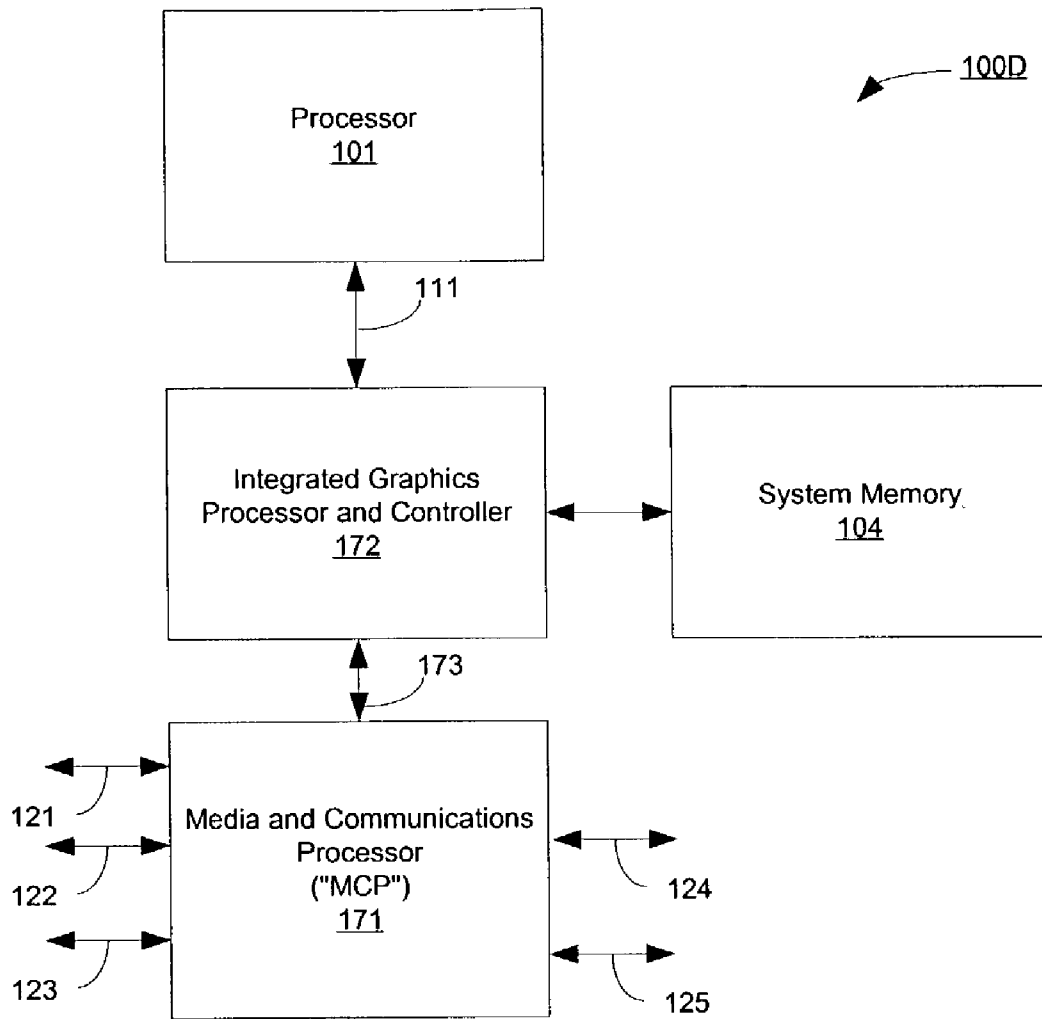 100D
Processor
101
111
Integrated Graphics
Processor and Controller
172
System Memory
104
173
121
122
123
Media and Communications
Processor
("MCP")
171
124
125